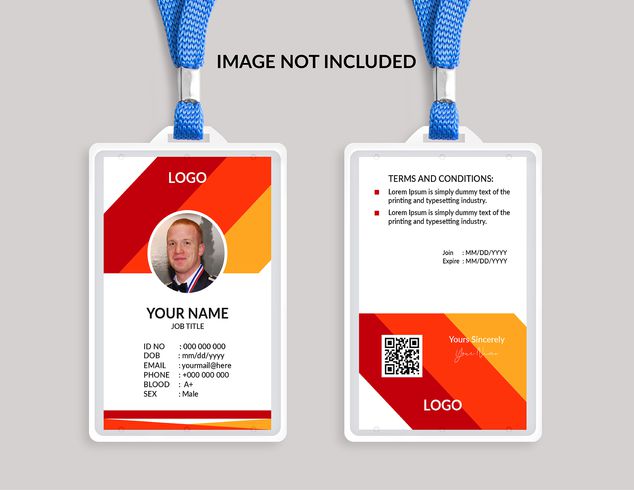 IMAGE NOT INCLUDED
LOGO
YOUR NAME
JOB TITLE
ID NO : 000 000 000
DOB : mm/dd/yyyy
EMAIL : yourmail@here
PHONE : +000 000 000
BLOOD : A+
SEX : Male
TERMS AND CONDITIONS:
Lorem Ipsum is simply dummy text of the
printing and typesetting industry.
Lorem Ipsum is simply dummy text of the
printing and typesetting industry.
Join : MM/DD/YYYY
Expire : MM/DD/YYYY
Yours Sincerely
Your Name
LOGO